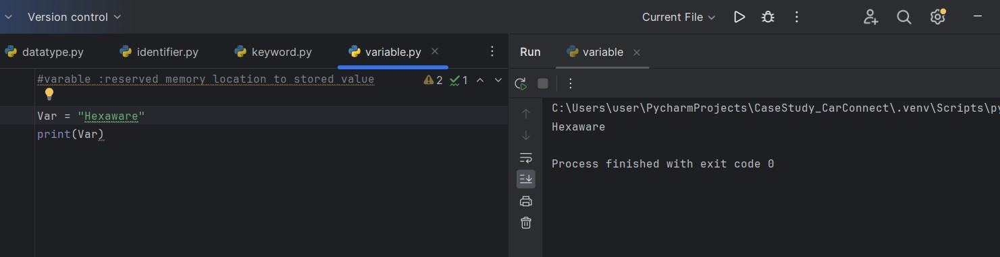 Version control
Current File
datatype.py
identifier.py
keyword.py
variable.py
Run
variable
#varable :reserved memory location to stored value
2
1
Var = "Hexaware"
print(Var)
C:\Users\user\PycharmProjects\CaseStudy_CarConnect\.venv\Scripts\py
Hexaware
Process finished with exit code 0